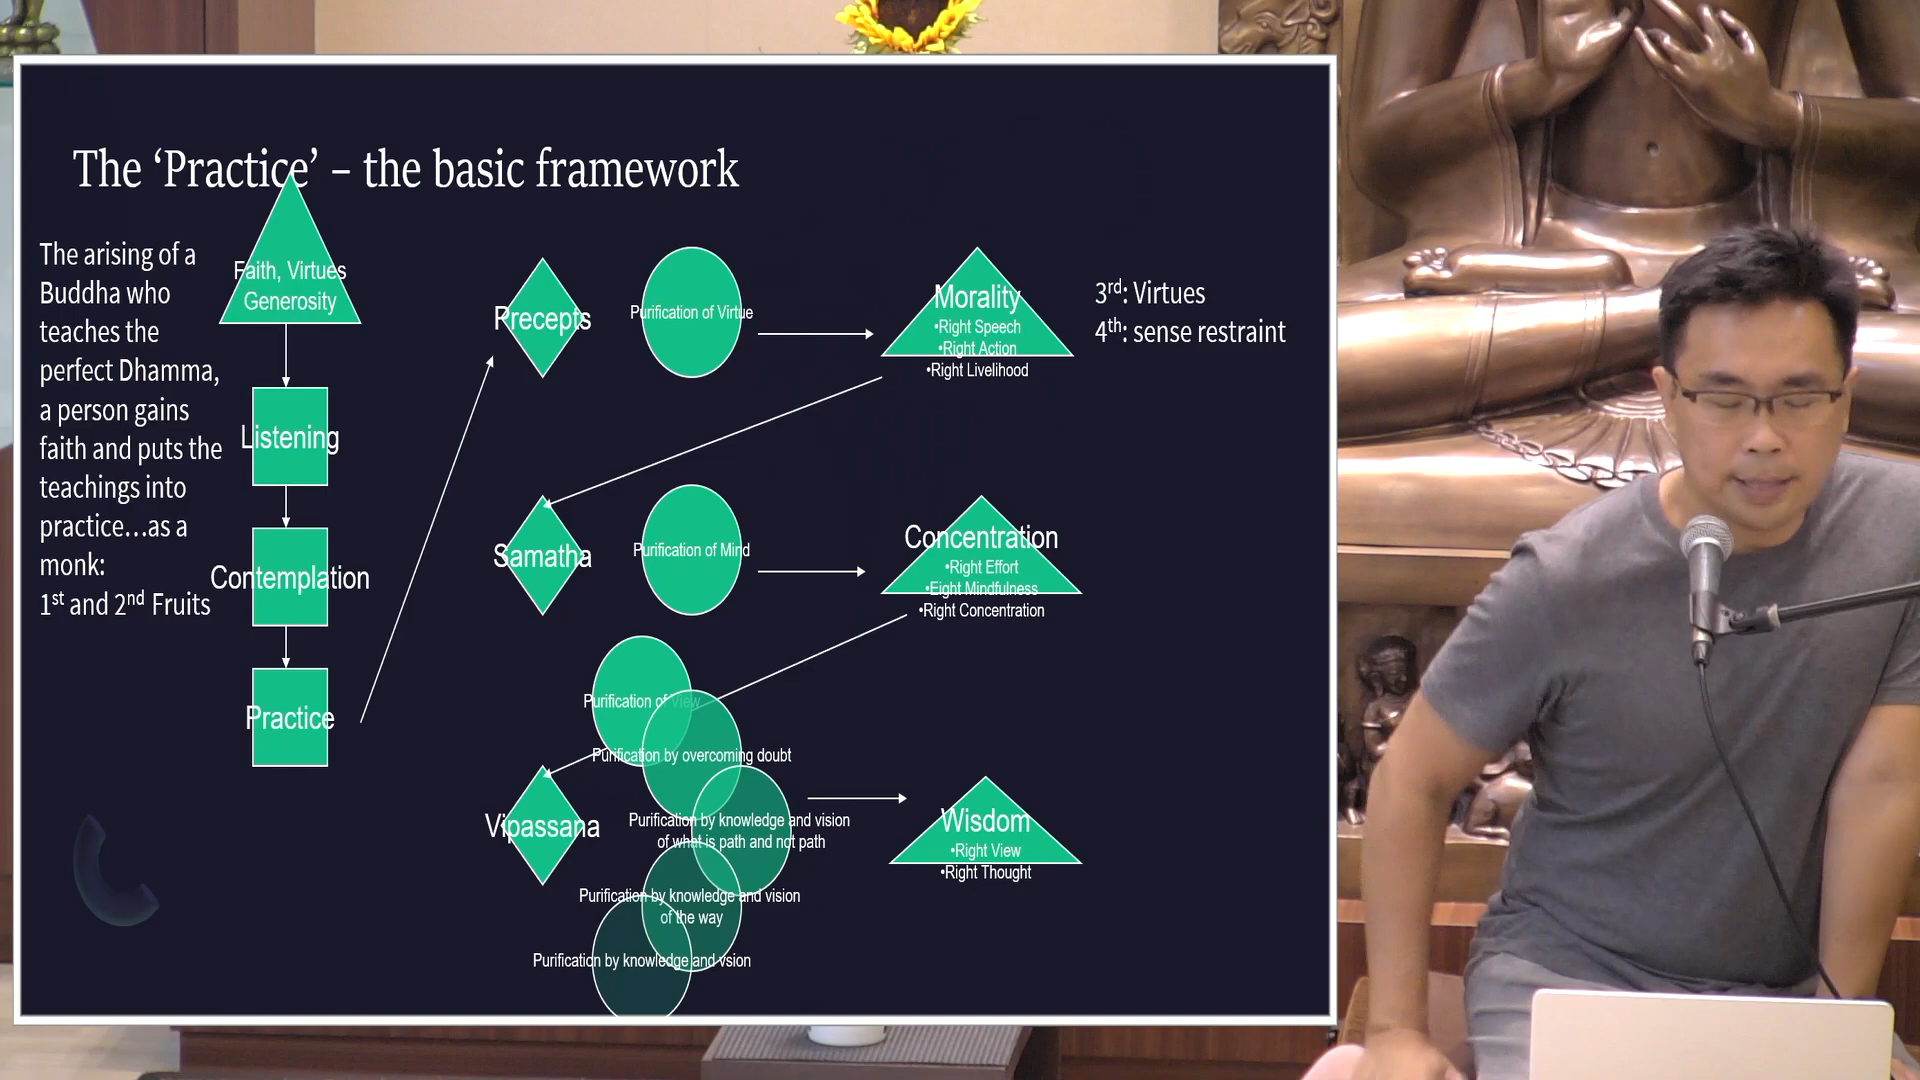 The ‘Practice’ – the basic framework
The arising of a
Buddha who
teaches the
perfect Dhamma,
a person gains
faith and puts the
teachings into
practice…as a
monk:
1st and 2nd Fruits
Faith, Virtues
Generosity
Listening
Contemplation
Practice
Precepts
Purification of Virtue
Morality
•Right Speech
•Right Action
•Right Livelihood
3rd: Virtues
4th: sense restraint
Samatha
Purification of Mind
Concentration
•Right Effort
•Eight Mindfulness
•Right Concentration
Vipassana
Purification of View
Purification by overcoming doubt
Purification by knowledge and vision
of what is path and not path
Purification by knowledge and vision
of the way
Purification by knowledge and vsion
Wisdom
•Right View
•Right Thought